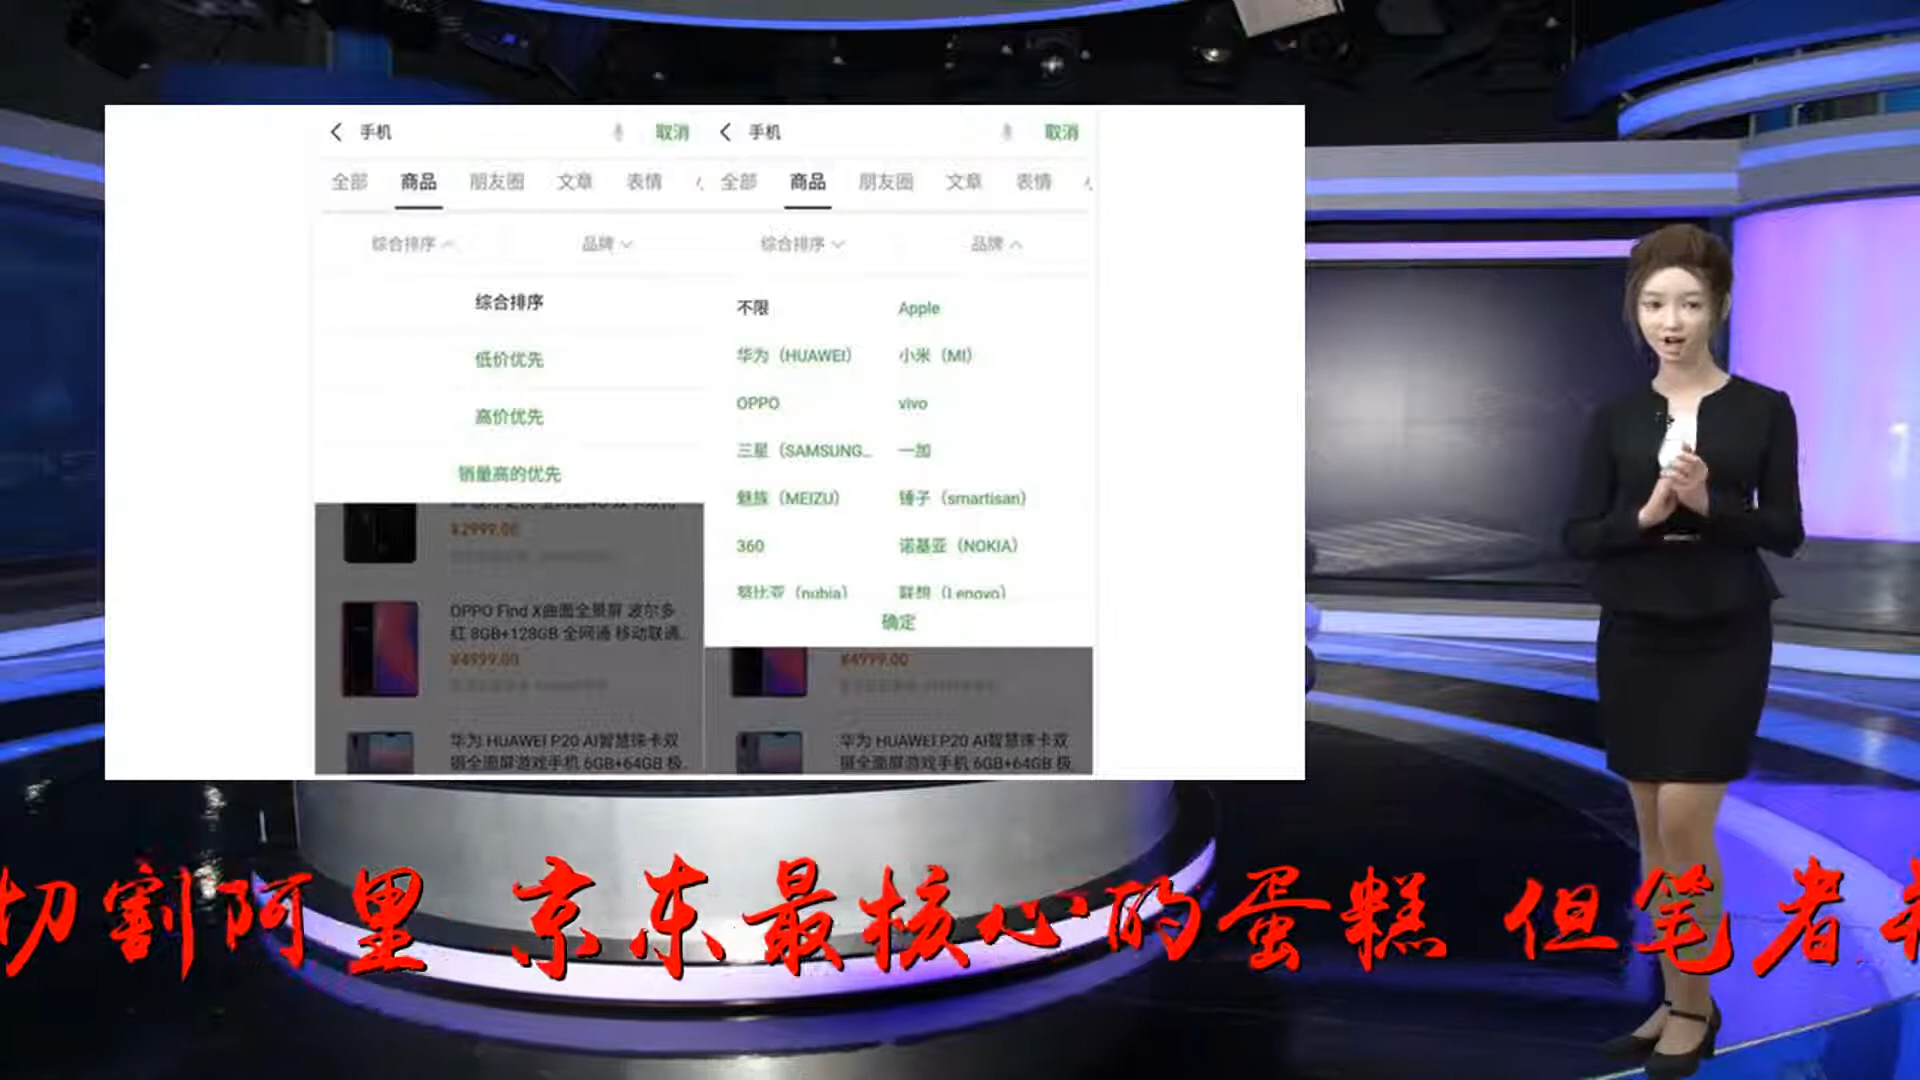 手机 取消
全部 商品 朋友圈 文章 表情
综合排序 品牌
综合排序
低价优先
高价优先
销量高的优先
¥2999.00
OPPO Find X曲面全景屏 波尔多
红 8GB+128GB 全网通 移动联通...
¥4999.00
华为 HUAWEI P20 AI智慧徕卡双
摄全面屏游戏手机 6GB+64GB 极...
手机 取消
全部 商品 朋友圈 文章 表情
综合排序 品牌
不限 Apple
华为（HUAWEI） 小米（MI）
OPPO vivo
三星（SAMSUNG... 一加
魅族（MEIZU） 锤子（smartisan）
360 诺基亚（NOKIA）
努比亚（nubia） 联想（Lenovo）
确定
¥4999.00
华为 HUAWEI P20 AI智慧徕卡双
摄全面屏游戏手机 6GB+64GB 极...
切割阿里 京东最核心的蛋糕 但笔者